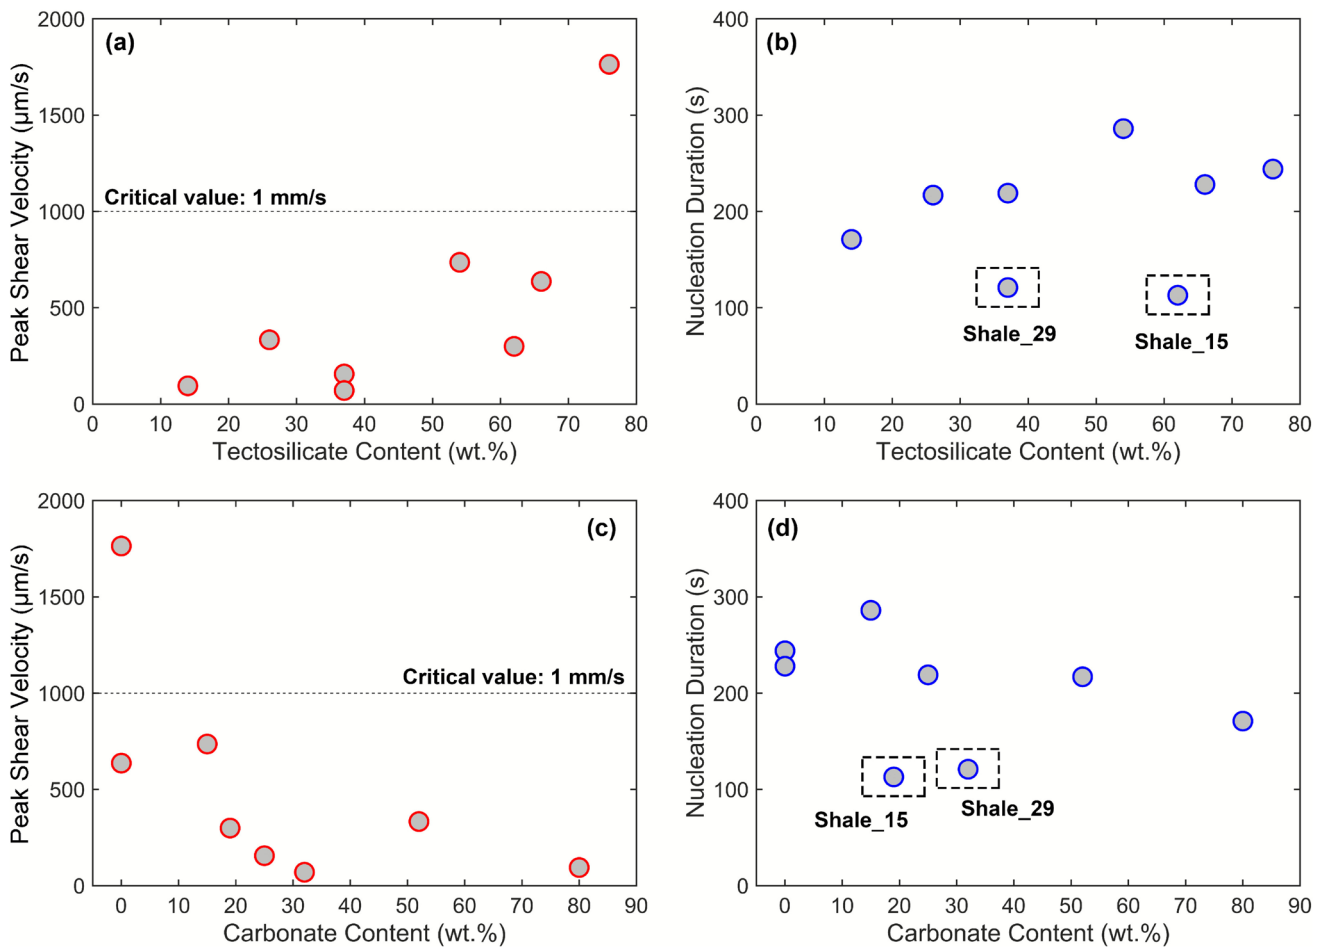 (a)
Peak Shear Velocity (μm/s)
2000
1500
1000
500
0
Critical value: 1 mm/s
0 10 20 30 40 50 60 70 80
Tectosilicate Content (wt.%)
(b)
Nucleation Duration (s)
400
300
200
100
0
Shale_29
Shale_15
0 10 20 30 40 50 60 70 80
Tectosilicate Content (wt.%)
(c)
Peak Shear Velocity (μm/s)
2000
1500
1000
500
0
Critical value: 1 mm/s
0 10 20 30 40 50 60 70 80 90
Carbonate Content (wt.%)
(d)
Nucleation Duration (s)
400
300
200
100
0
Shale_15
Shale_29
0 10 20 30 40 50 60 70 80 90
Carbonate Content (wt.%)